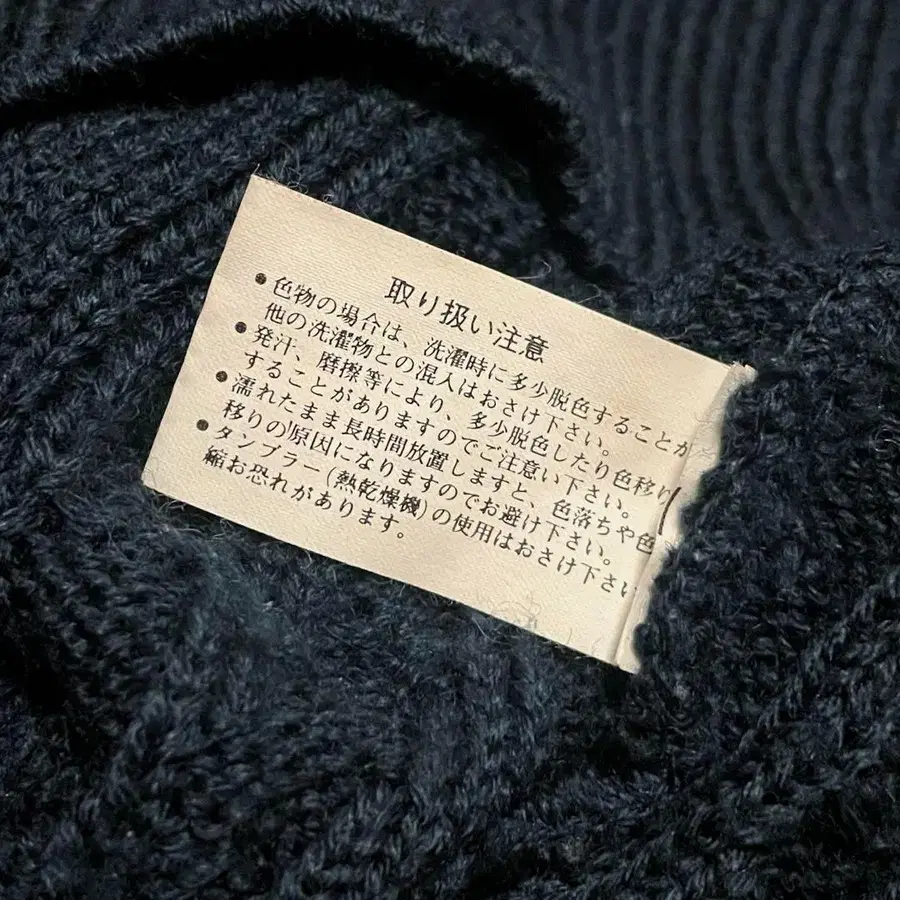 取り扱い注意
●色物の場合は、洗濯時に多少脱色することが
他の洗濯物との混入はおさけ下さい。
●発汗、磨擦等により、多少脱色したり色移り
することがありますのでご注意い下さい。
●濡れたまま長時間放置しますと、色落ちや色
移りの原因になりますのでお避け下さい。
●タンブラー(熱乾燥機)の使用はおさけ下さい
縮お恐れがあります。